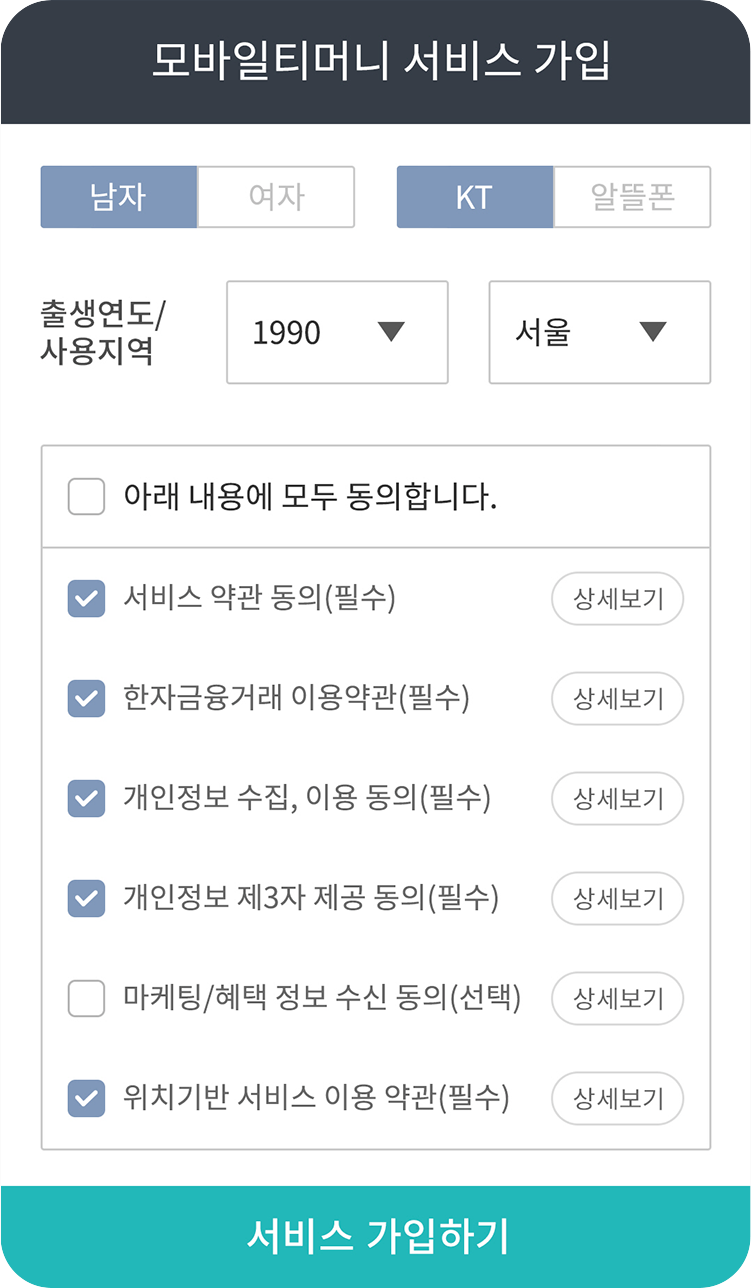 모바일티머니 서비스 가입
남자 여자 KT 알뜰폰
출생연도/
사용지역
1990 서울
아래 내용에 모두 동의합니다.
서비스 약관 동의(필수) 상세보기
한자금융거래 이용약관(필수) 상세보기
개인정보 수집, 이용 동의(필수) 상세보기
개인정보 제3자 제공 동의(필수) 상세보기
마케팅/혜택 정보 수신 동의(선택) 상세보기
위치기반 서비스 이용 약관(필수) 상세보기
서비스 가입하기